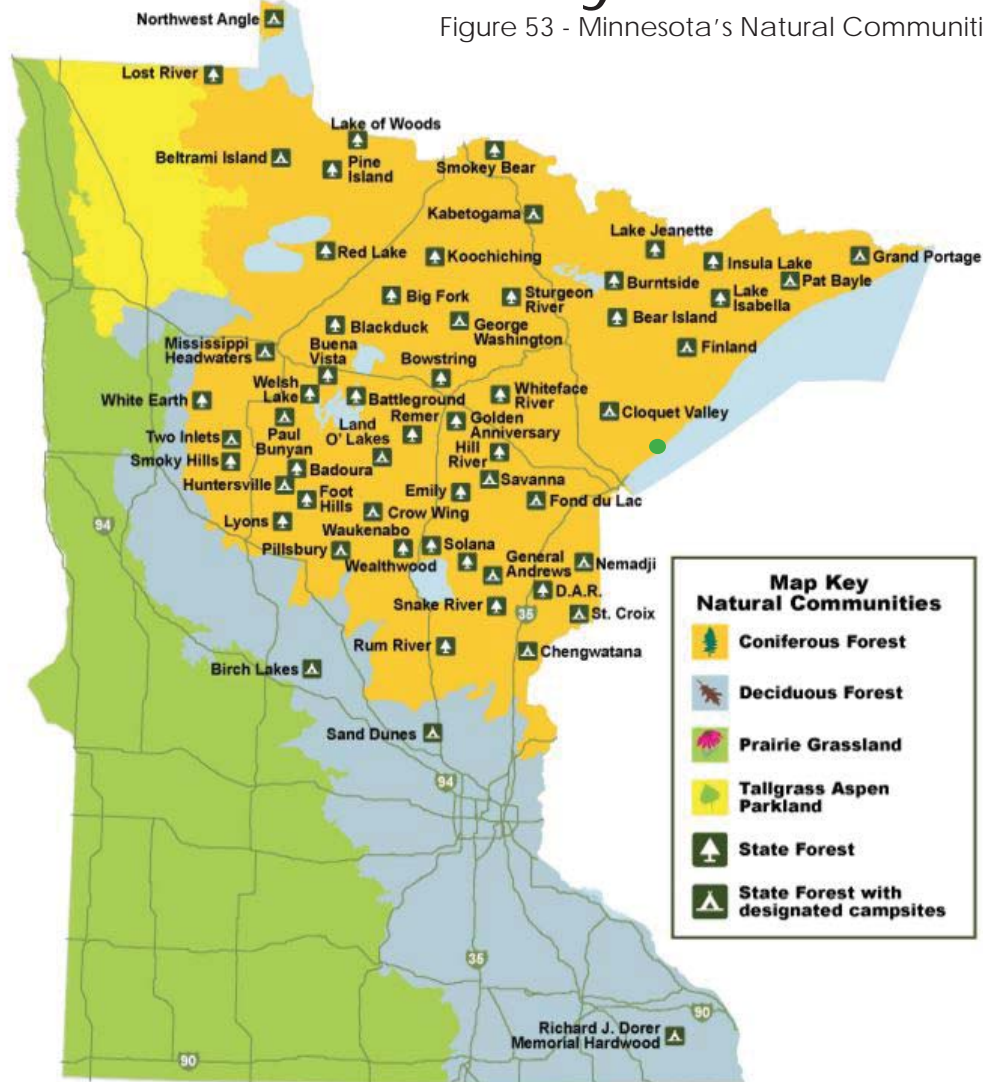 Figure 53 - Minnesota's Natural Communiti
Northwest Angle
Lost River
Lake of Woods
Beltrami Island
Pine
Island
Smokey Bear
Kabetogama
Lake Jeanette
Red Lake
Koochiching
Insula Lake
Grand Portage
Burntside
Pat Bayle
Big Fork
Sturgeon
River
Lake
Isabella
Blackduck
George
Washington
Bear Island
Mississippi
Headwaters
Buena
Vista
Bowstring
Finland
White Earth
Welsh
Lake
Battleground
Remer
Whiteface
River
Cloquet Valley
Two Inlets
Paul
Bunyan
Land
O' Lakes
Golden
Anniversary
Smoky Hills
Badoura
Hill
River
Huntersville
Foot
Hills
Emily
Savanna
Fond du Lac
Lyons
Crow Wing
94
Pillsbury
Waukenabo
Wealthwood
Solana
General
Andrews
Nemadji
D.A.R.
Snake River
35
St. Croix
Rum River
Chengwatana
Birch Lakes
Sand Dunes
94
35
Richard J. Dorer
Memorial Hardwood
90
90
Map Key
Natural Communities
Coniferous Forest
Deciduous Forest
Prairie Grassland
Tallgrass Aspen
Parkland
State Forest
State Forest with
designated campsites